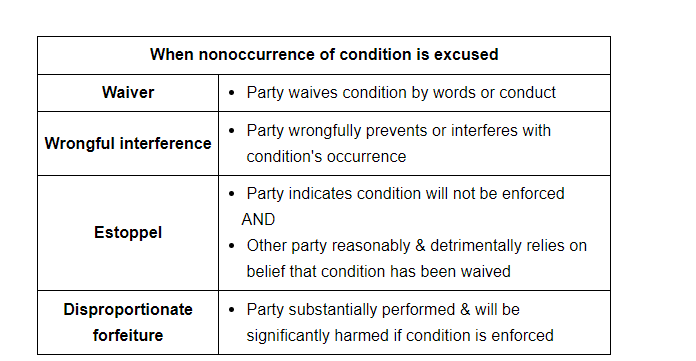 When nonoccurrence of condition is excused
Waiver
• Party waives condition by words or conduct
Wrongful interference
• Party wrongfully prevents or interferes with
condition's occurrence
Estoppel
• Party indicates condition will not be enforced
AND
• Other party reasonably & detrimentally relies on
belief that condition has been waived
Disproportionate
forfeiture
• Party substantially performed & will be
significantly harmed if condition is enforced